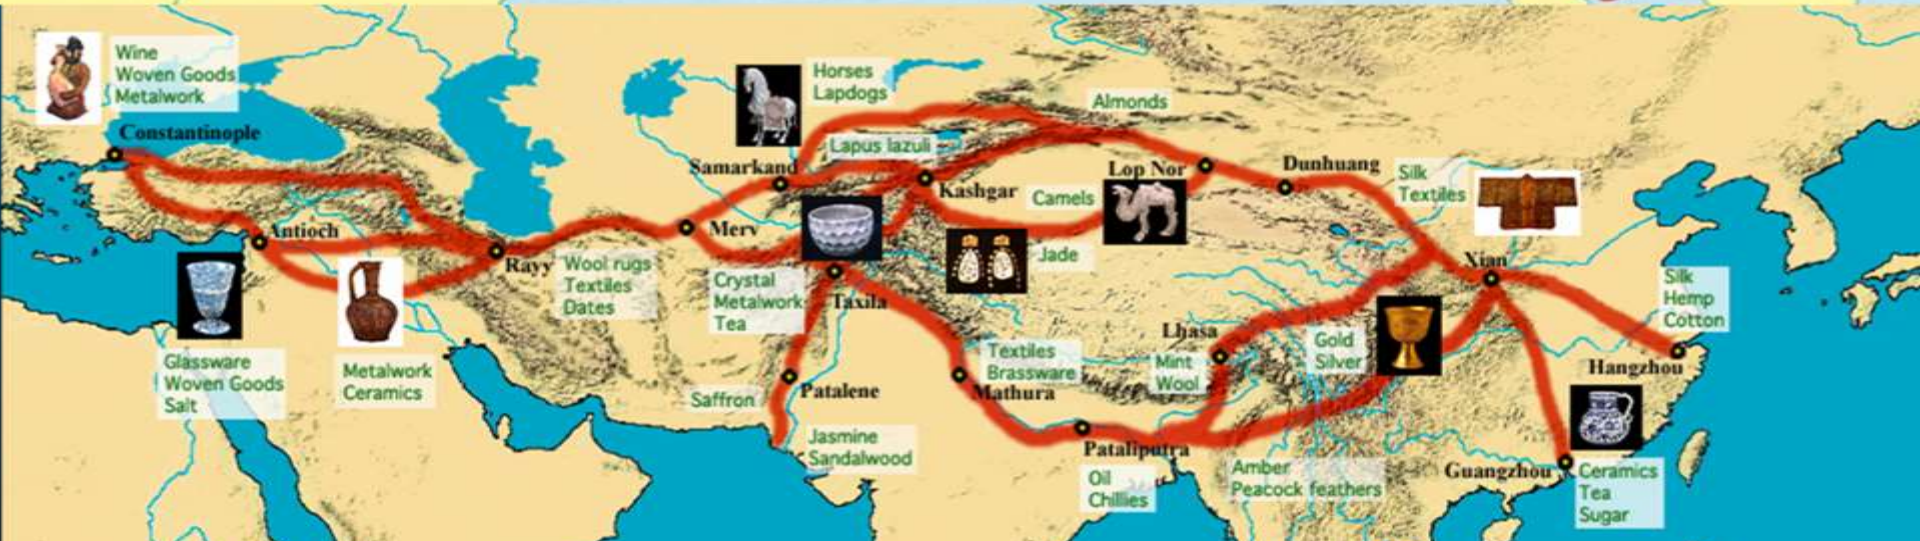 Wine
Woven Goods
Metalwork
Constantinople
Antioch
Glassware
Woven Goods
Salt
Metalwork
Ceramics
Rayy
Wool rugs
Textiles
Dates
Horses
Lapdogs
Lapus lazuli
Samarkand
Merv
Crystal
Metalwork
Tea
Taxila
Saffron
Patalene
Jasmine
Sandalwood
Kashgar
Almonds
Camels
Jade
Lop Nor
Dunhuang
Silk
Textiles
Textiles
Brassware
Mathura
Pataliputra
Oil
Chillies
Lhasa
Mint
Wool
Gold
Silver
Amber
Peacock feathers
Xian
Silk
Hemp
Cotton
Hangzhou
Guangzhou
Ceramics
Tea
Sugar